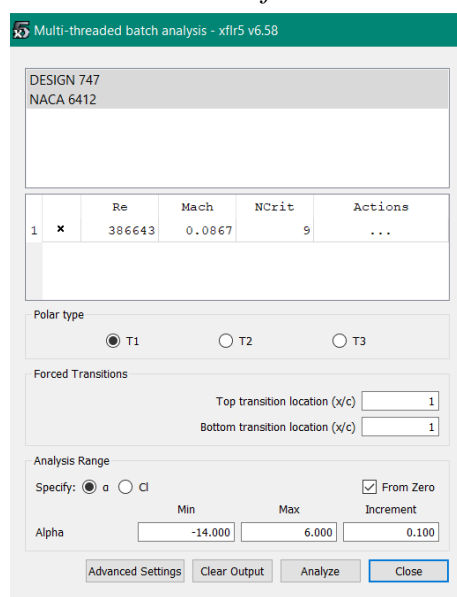 Multi-threaded batch analysis - xflr5 v6.58
DESIGN 747
NACA 6412
Re Mach NCrit Actions
1 × 386643 0.0867 9 ...
Polar type
T1 T2 T3
Forced Transitions
Top transition location (x/c) 1
Bottom transition location (x/c) 1
Analysis Range
Specify: α Cl From Zero
Min Max Increment
Alpha -14.000 6.000 0.100
Advanced Settings Clear Output Analyze Close